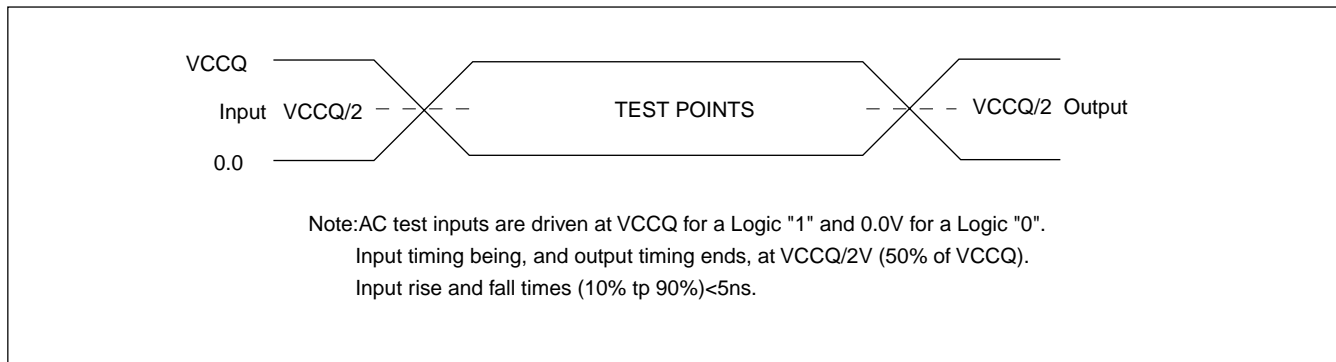 VCCQ
Input VCCQ/2 TEST POINTS VCCQ/2 Output
0.0
Note:AC test inputs are driven at VCCQ for a Logic "1" and 0.0V for a Logic "0".
Input timing being, and output timing ends, at VCCQ/2V (50% of VCCQ).
Input rise and fall times (10% tp 90%)<5ns.